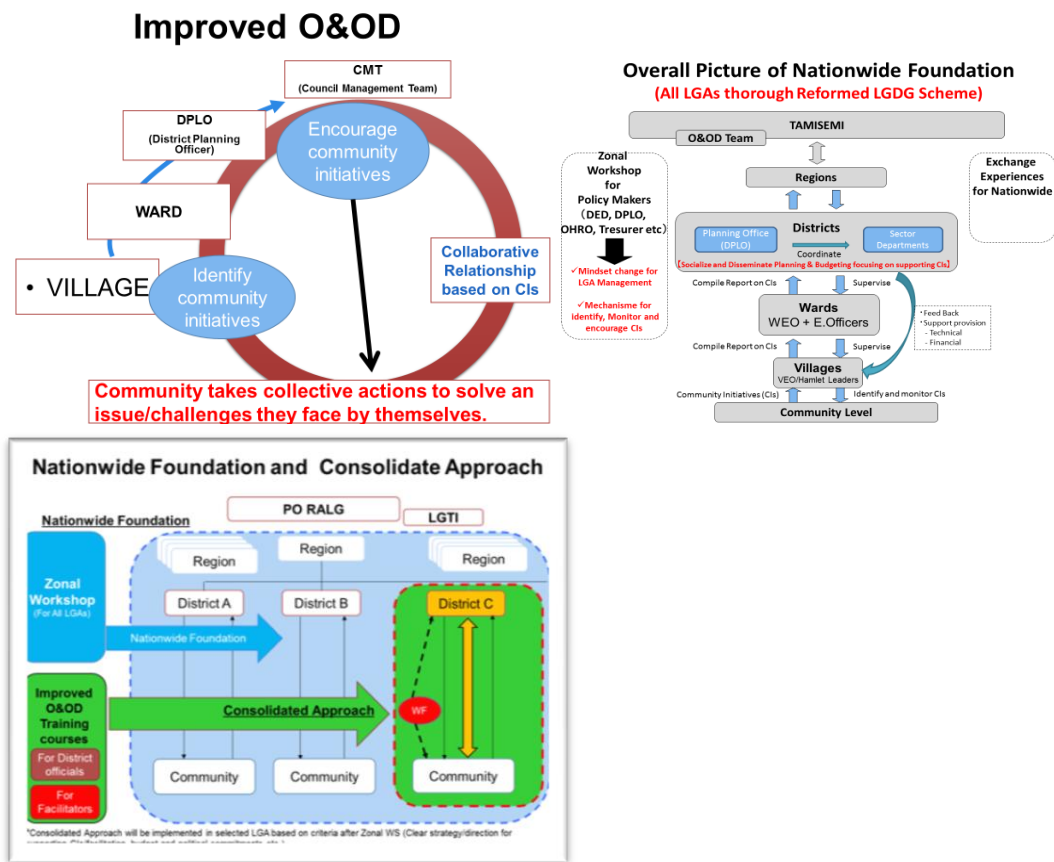 Improved O&OD
CMT
(Council Management Team)
DPLO
(District Planning
Officer)
Encourage
community
initiatives
WARD
• VILLAGE
Identify
community
initiatives
Collaborative
Relationship
based on CIs
Community takes collective actions to solve an
issue/challenges they face by themselves.
Overall Picture of Nationwide Foundation
(All LGAs thorough Reformed LGDG Scheme)
TAMISEMI
O&OD Team
Zonal
Workshop
for
Policy Makers
(DED, DPLO,
OHRO, Tresurer etc)
✓Mindset change for
LGA Management
✓Mechanisme for
identify, Monitor and
encourage CIs
Exchange
Experiences
for Nationwide
Regions
Districts
Planning Office
(DPLO)
Coordinate
Sector
Departments
【Socialize and Disseminate Planning & Budgeting focusing on supporting CIs】
Compile Report on CIs
Supervise
Wards
WEO + E.Officers
• Feed Back
• Support provision
- Technical
- Financial
Compile Report on CIs
Supervise
Villages
VEO/Hamlet Leaders
Community Initiatives (CIs)
Identify and monitor CIs
Community Level
Nationwide Foundation and Consolidate Approach
PO RALG
LGTI
Nationwide Foundation
Region
Region
Region
Zonal
Workshop
(For All LGAs)
District A
District B
District C
Nationwide Foundation
Improved
O&OD
Training
courses
For District
officials
For
Facilitators
Consolidated Approach
WF
Community
Community
Community
*Consolidated Approach will be implemented in selected LGA based on criteria after Zonal WS (Clear strategy/direction for